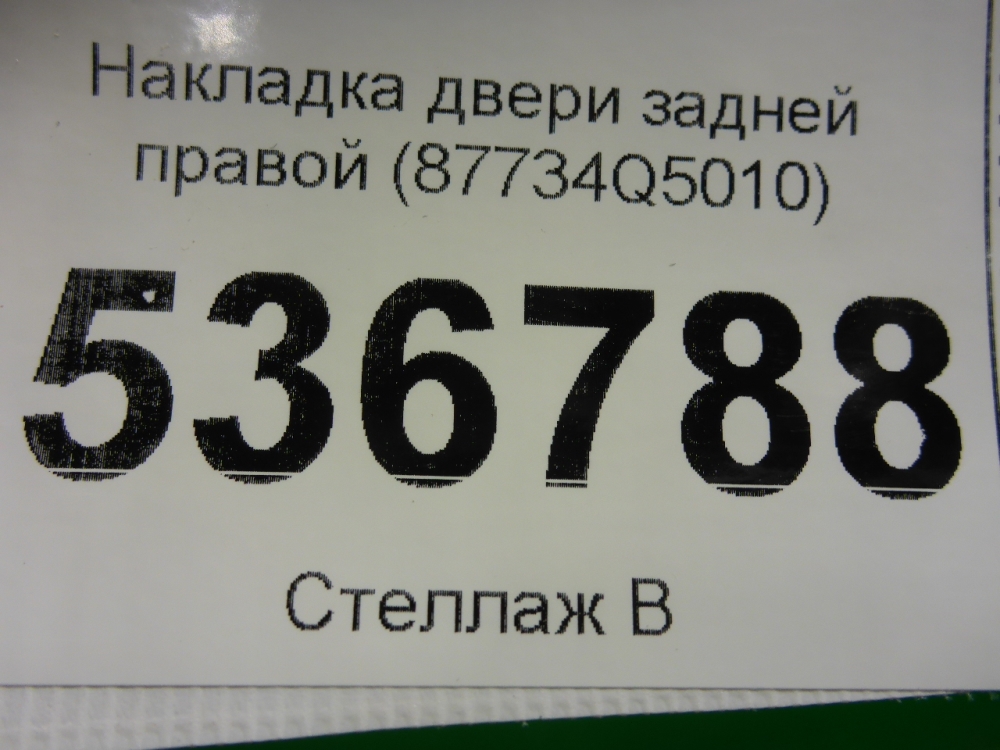 Накладка двери задней
правой (87734Q5010)
536788
Стеллаж В